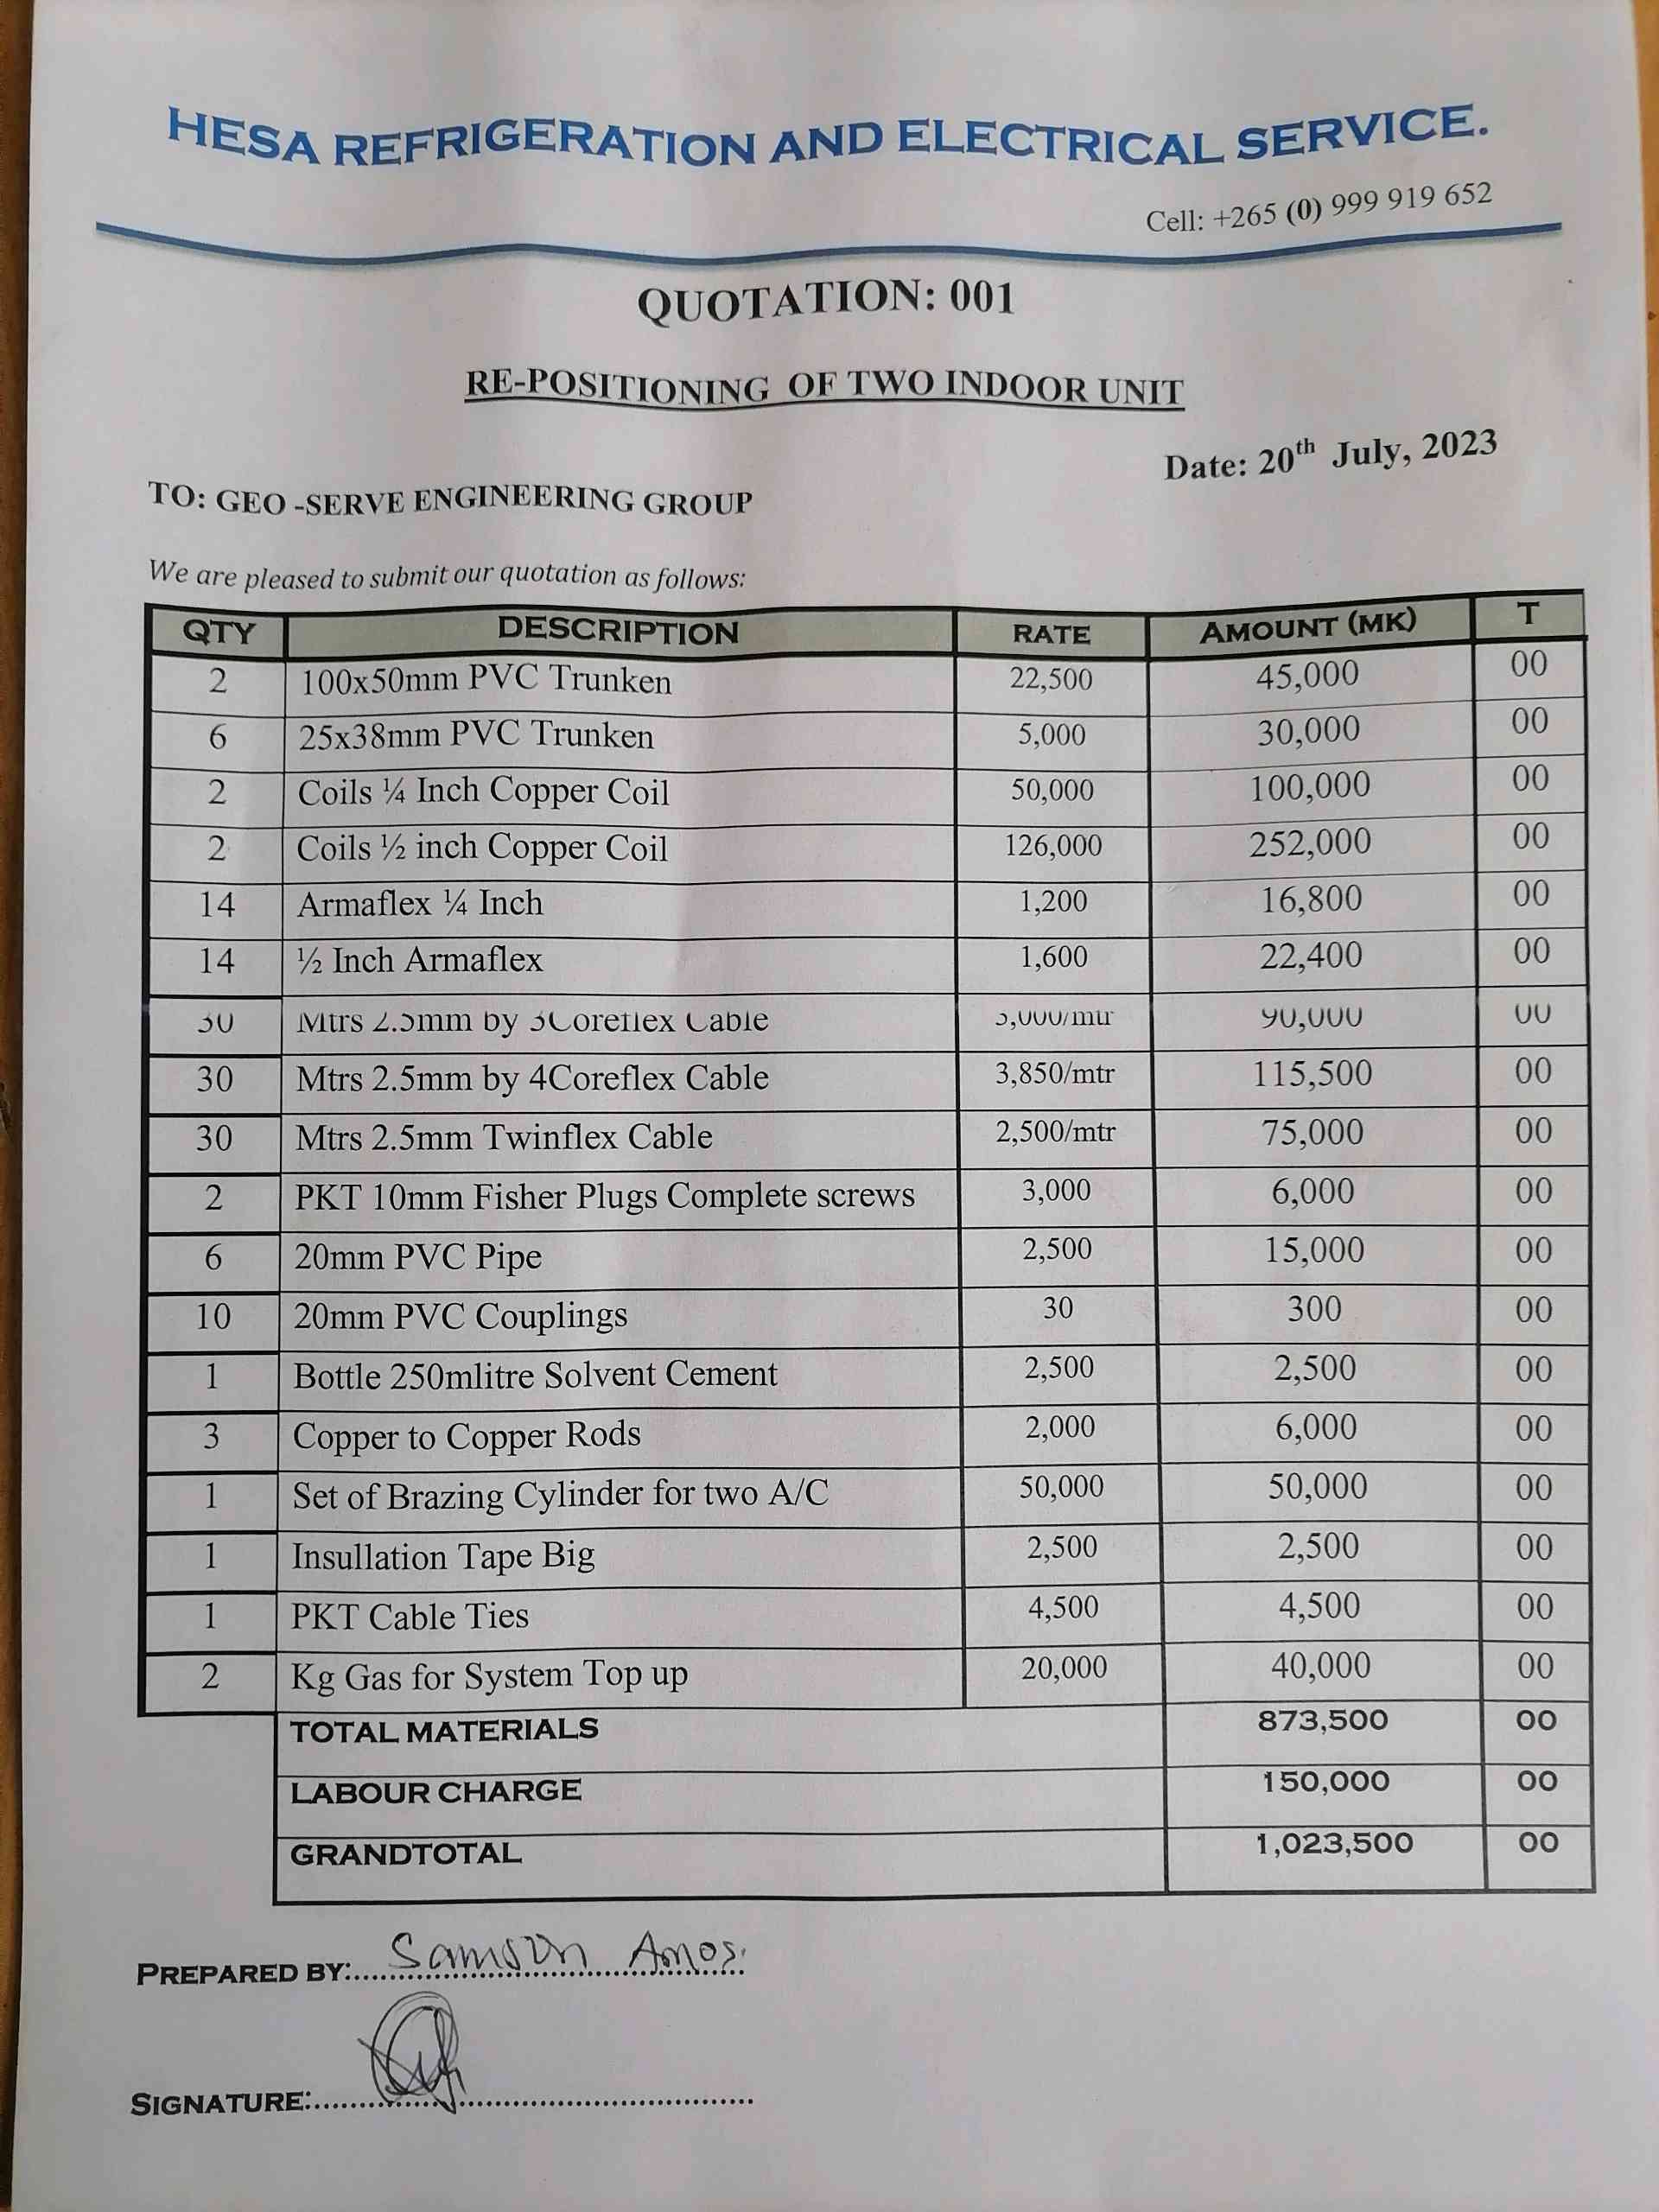 HESA REFRIGERATION AND ELECTRICAL SERVICE.
Cell: +265 (0) 999 919 652
QUOTATION: 001
RE-POSITIONING OF TWO INDOOR UNIT
Date: 20th July, 2023
TO: GEO -SERVE ENGINEERING GROUP
We are pleased to submit our quotation as follows:
QTY DESCRIPTION RATE AMOUNT (MK) T
2 100x50mm PVC Trunken 22,500 45,000 00
6 25x38mm PVC Trunken 5,000 30,000 00
2 Coils ¼ Inch Copper Coil 50,000 100,000 00
2 Coils ½ inch Copper Coil 126,000 252,000 00
14 Armaflex ¼ Inch 1,200 16,800 00
14 ½ Inch Armaflex 1,600 22,400 00
30 Mtrs 2.5mm by 3Coreflex Cable 3,000/mtr 90,000 00
30 Mtrs 2.5mm by 4Coreflex Cable 3,850/mtr 115,500 00
30 Mtrs 2.5mm Twinflex Cable 2,500/mtr 75,000 00
2 PKT 10mm Fisher Plugs Complete screws 3,000 6,000 00
6 20mm PVC Pipe 2,500 15,000 00
10 20mm PVC Couplings 30 300 00
1 Bottle 250mlitre Solvent Cement 2,500 2,500 00
3 Copper to Copper Rods 2,000 6,000 00
1 Set of Brazing Cylinder for two A/C 50,000 50,000 00
1 Insullation Tape Big 2,500 2,500 00
1 PKT Cable Ties 4,500 4,500 00
2 Kg Gas for System Top up 20,000 40,000 00
TOTAL MATERIALS 873,500 00
LABOUR CHARGE 150,000 00
GRANDTOTAL 1,023,500 00
PREPARED BY: Samson Amos.
SIGNATURE: